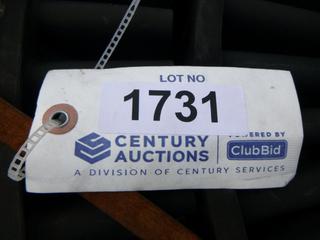 LOT NO
1731
CENTURY AUCTIONS
POWERED BY
ClubBid
A DIVISION OF CENTURY SERVICES